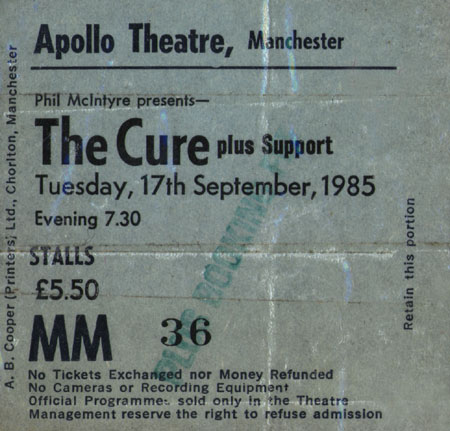 Apollo Theatre, Manchester
Phil McIntyre presents—
The Cure plus Support
Tuesday, 17th September, 1985
Evening 7.30
STALLS
£5.50
MM 36
No Tickets Exchanged nor Money Refunded
No Cameras or Recording Equipment
Official Programmes sold only in the Theatre
Management reserve the right to refuse admission
A. B. Cooper (Printers) Ltd., Chorlton, Manchester
Retain this portion
BOOKING